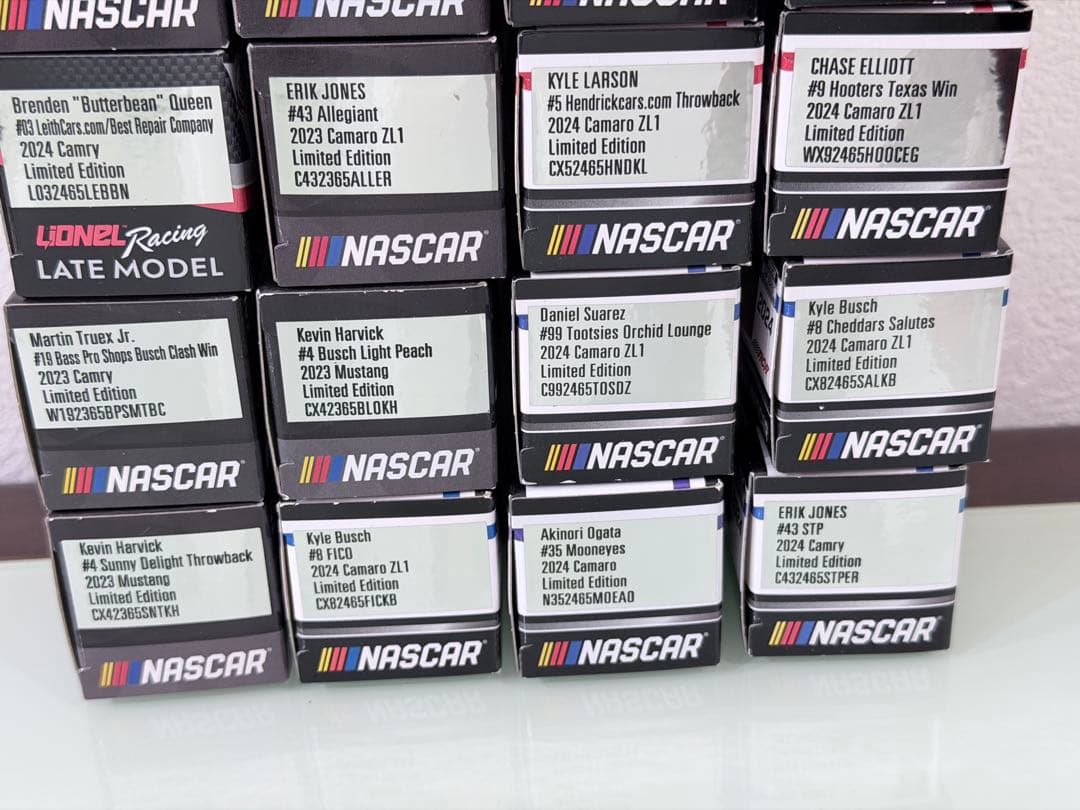 NASCAR
NASCAR
NASCAR
NASCAR
Brenden "Butterbean" Queen
#03 LeithCars.com/Best Repair Company
2024 Camry
Limited Edition
L032465LEBBN
LIONEL Racing
LATE MODEL
ERIK JONES
#43 Allegiant
2023 Camaro ZL1
Limited Edition
C432365ALLER
NASCAR
KYLE LARSON
#5 Hendrickcars.com Throwback
2024 Camaro ZL1
Limited Edition
CX52465HNDKL
NASCAR
CHASE ELLIOTT
#9 Hooters Texas Win
2024 Camaro ZL1
Limited Edition
WX92465HOOCEG
NASCAR
Martin Truex Jr.
#19 Bass Pro Shops Busch Clash Win
2023 Camry
Limited Edition
W192365BPSMTBC
NASCAR
Kevin Harvick
#4 Busch Light Peach
2023 Mustang
Limited Edition
CX42365BLOKH
NASCAR
Daniel Suarez
#99 Tootsies Orchid Lounge
2024 Camaro ZL1
Limited Edition
C992465TOSDZ
NASCAR
Kyle Busch
#8 Cheddars Salutes
2024 Camaro ZL1
Limited Edition
CX82465SALKB
NASCAR
Kevin Harvick
#4 Sunny Delight Throwback
2023 Mustang
Limited Edition
CX42365SNTKH
NASCAR
Kyle Busch
#8 FICO
2024 Camaro ZL1
Limited Edition
CX82465FICKB
NASCAR
Akinori Ogata
#35 Mooneyes
2024 Camaro
Limited Edition
N352465MOEAO
NASCAR
ERIK JONES
#43 STP
2024 Camry
Limited Edition
C432465STPER
NASCAR